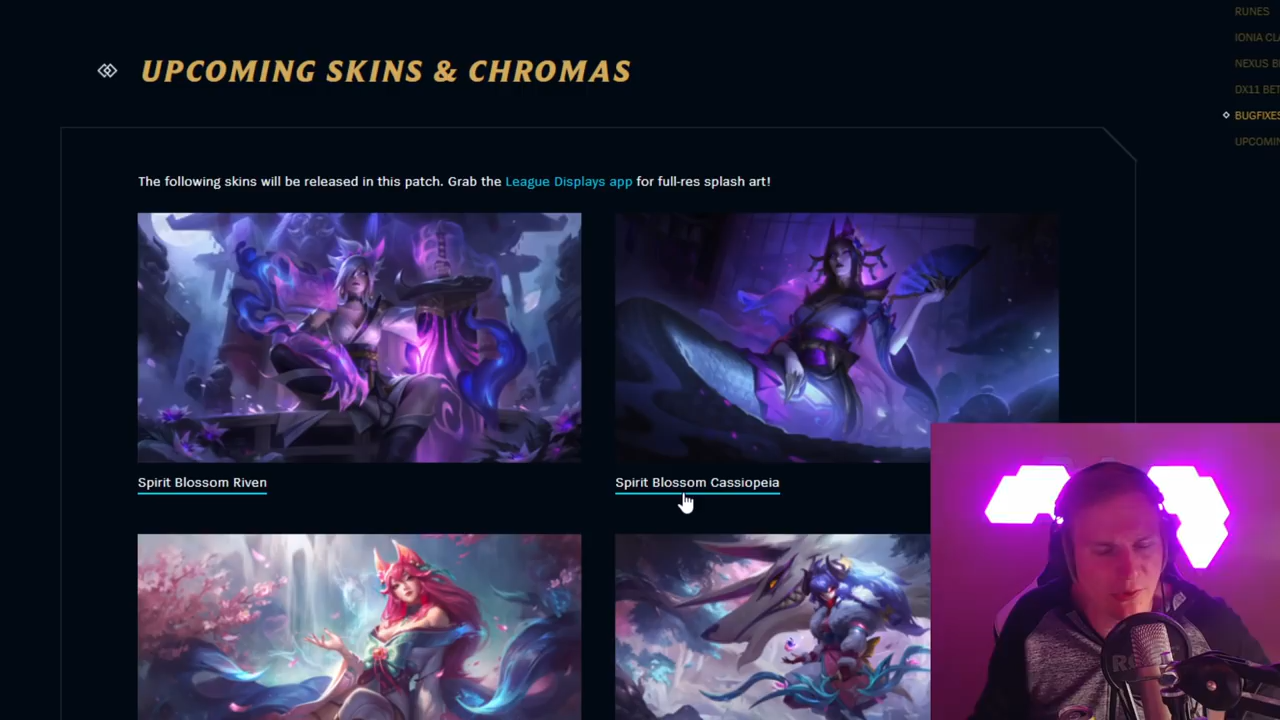 UPCOMING SKINS & CHROMAS
RUNES
IONIA CL
NEXUS B
DX11 BET
BUGFIXES
UPCOMIN
The following skins will be released in this patch. Grab the League Displays app for full-res splash art!
Spirit Blossom Riven
Spirit Blossom Cassiopeia